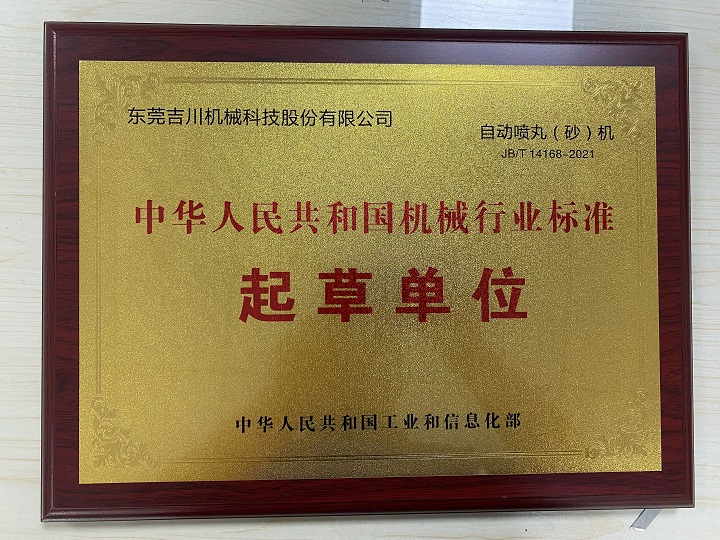 东莞吉川机械科技股份有限公司
自动喷丸（砂）机
JB/T 14168-2021
中华人民共和国机械行业标准
起草单位
中华人民共和国工业和信息化部